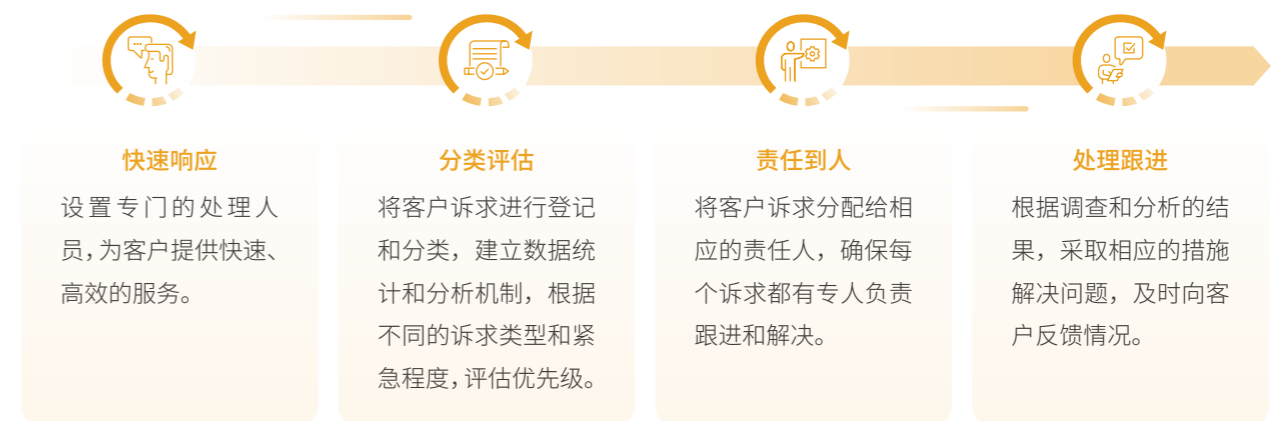 快速响应
设置专门的处理人
员，为客户提供快速、
高效的服务。
分类评估
将客户诉求进行登记
和分类，建立数据统
计和分析机制，根据
不同的诉求类型和紧
急程度，评估优先级。
责任到人
将客户诉求分配给相
应的责任人，确保每
个诉求都有专人负责
跟进和解决。
处理跟进
根据调查和分析的结
果，采取相应的措施
解决问题，及时向客
户反馈情况。